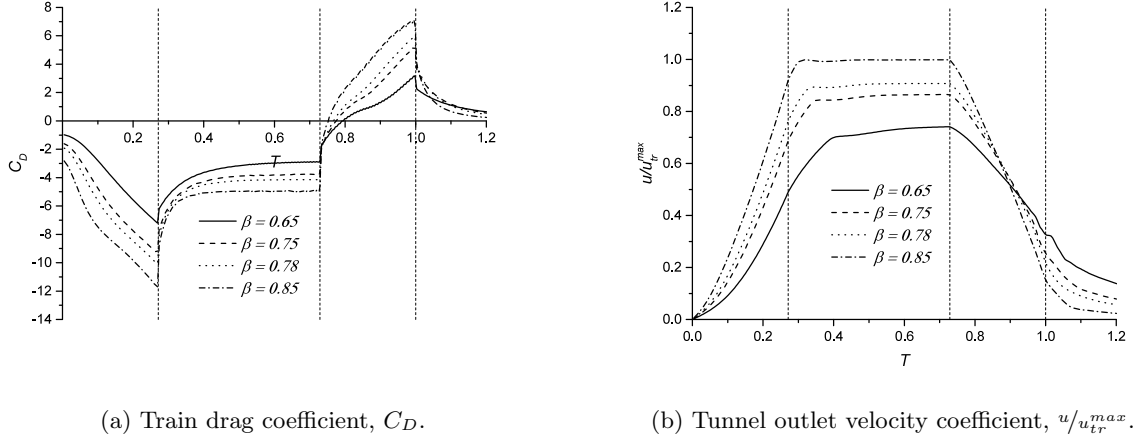 8
6
4
2
0
-2
-4
-6
-8
-10
-12
-14
C_D
0.2 0.4 0.6 0.8 1.0 1.2
T
β = 0.65
β = 0.75
β = 0.78
β = 0.85
1.0
0.8
0.6
0.4
0.2
0.0
u/u_tr^max
0.0 0.2 0.4 0.6 0.8 1.0 1.2
T
β = 0.65
β = 0.75
β = 0.78
β = 0.85
(a) Train drag coefficient, C_D.
(b) Tunnel outlet velocity coefficient, u/u_tr^max.